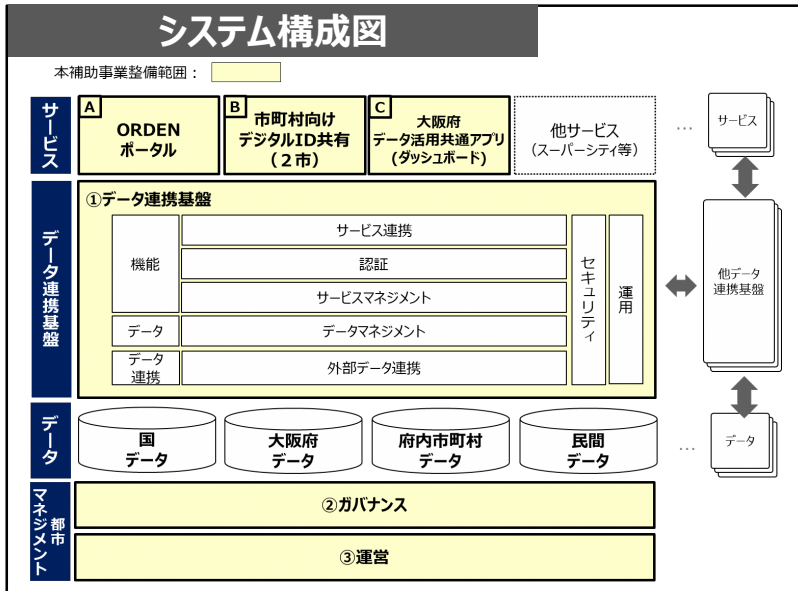 システム構成図
本補助事業整備範囲：
サービス
A
ORDEN
ポータル
B
市町村向け
デジタルID共有
（２市）
C
大阪府
データ活用共通アプリ
（ダッシュボード）
他サービス
（スーパーシティ等）
…
サービス
データ連携基盤
①データ連携基盤
機能
サービス連携
認証
サービスマネジメント
データ
データマネジメント
データ
連携
外部データ連携
セキュリティ
運用
他データ
連携基盤
データ
国
データ
大阪府
データ
府内市町村
データ
民間
データ
…
データ
都市
マネジメント
②ガバナンス
③運営